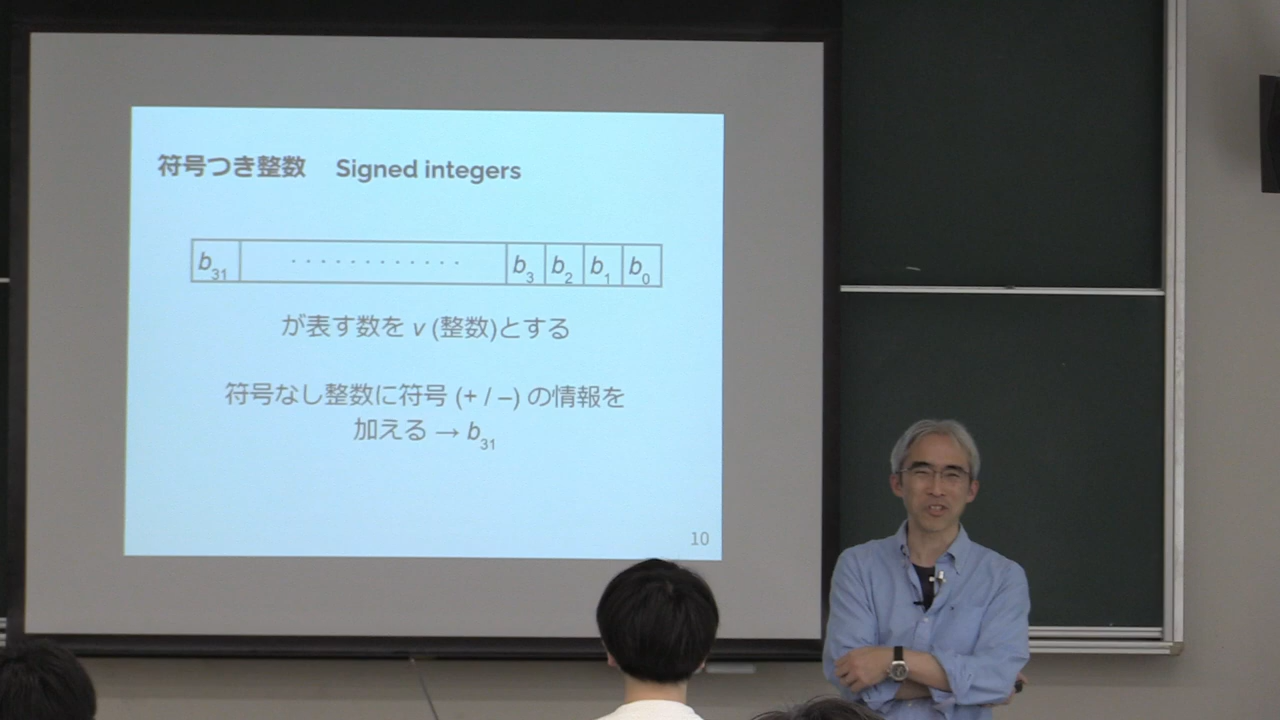 符号つき整数 Signed integers
b31 ············ b3 b2 b1 b0
が表す数を v (整数)とする
符号なし整数に符号 (+ / –) の情報を
加える → b31
10